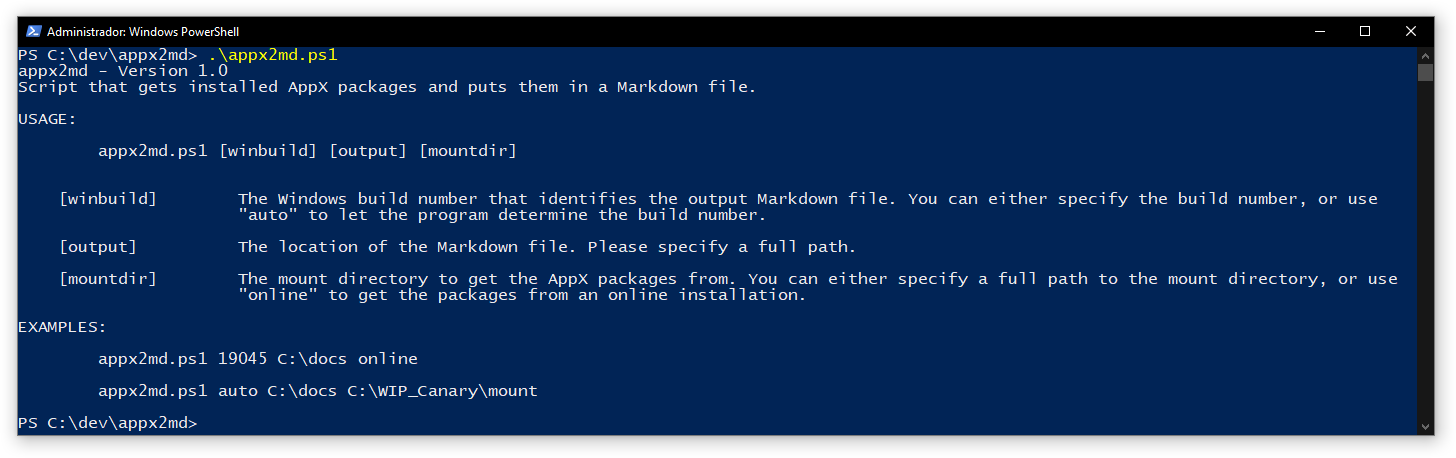 Administrador: Windows PowerShell
PS C:\dev\appx2md> .\appx2md.ps1
appx2md - Version 1.0
Script that gets installed AppX packages and puts them in a Markdown file.
USAGE:
appx2md.ps1 [winbuild] [output] [mountdir]
[winbuild] The Windows build number that identifies the output Markdown file. You can either specify the build number, or use
"auto" to let the program determine the build number.
[output] The location of the Markdown file. Please specify a full path.
[mountdir] The mount directory to get the AppX packages from. You can either specify a full path to the mount directory, or use
"online" to get the packages from an online installation.
EXAMPLES:
appx2md.ps1 19045 C:\docs online
appx2md.ps1 auto C:\docs C:\WIP_Canary\mount
PS C:\dev\appx2md>